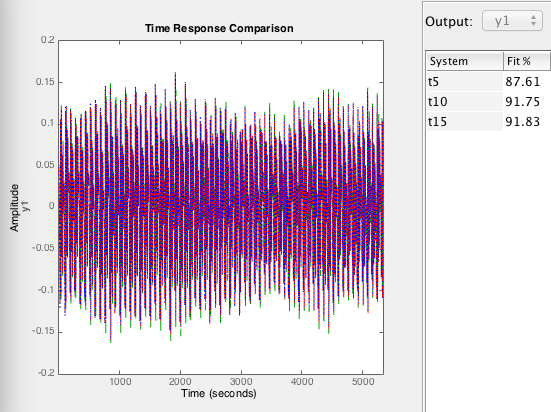 Time Response Comparison
0.2
0.15
0.1
0.05
0
-0.05
-0.1
-0.15
-0.2
Amplitude
y1
1000 2000 3000 4000 5000
Time (seconds)
Output: y1
System Fit %
t5 87.61
t10 91.75
t15 91.83